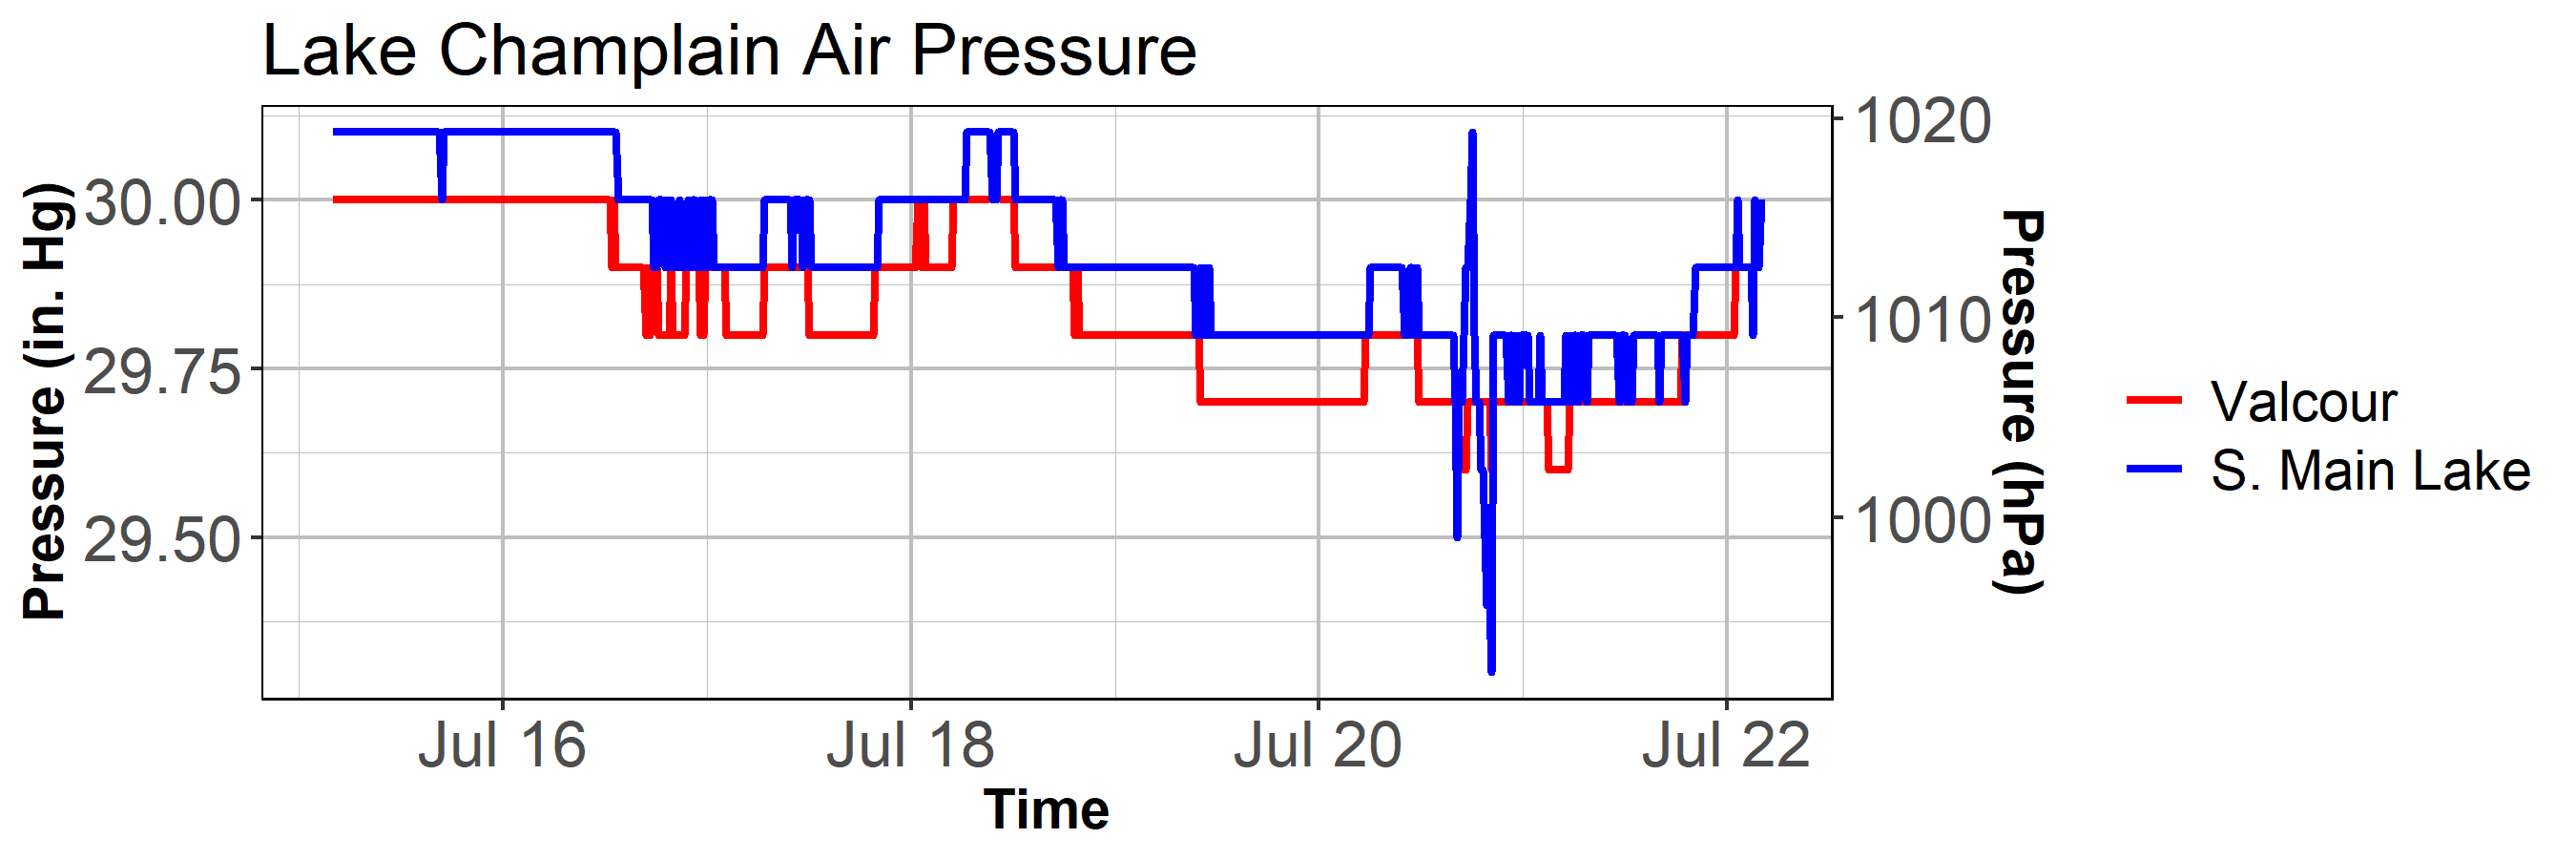 Lake Champlain Air Pressure
Pressure (in. Hg)
30.00
29.75
29.50
1020
1010
1000
Pressure (hPa)
Valcour
S. Main Lake
Jul 16
Jul 18
Jul 20
Jul 22
Time